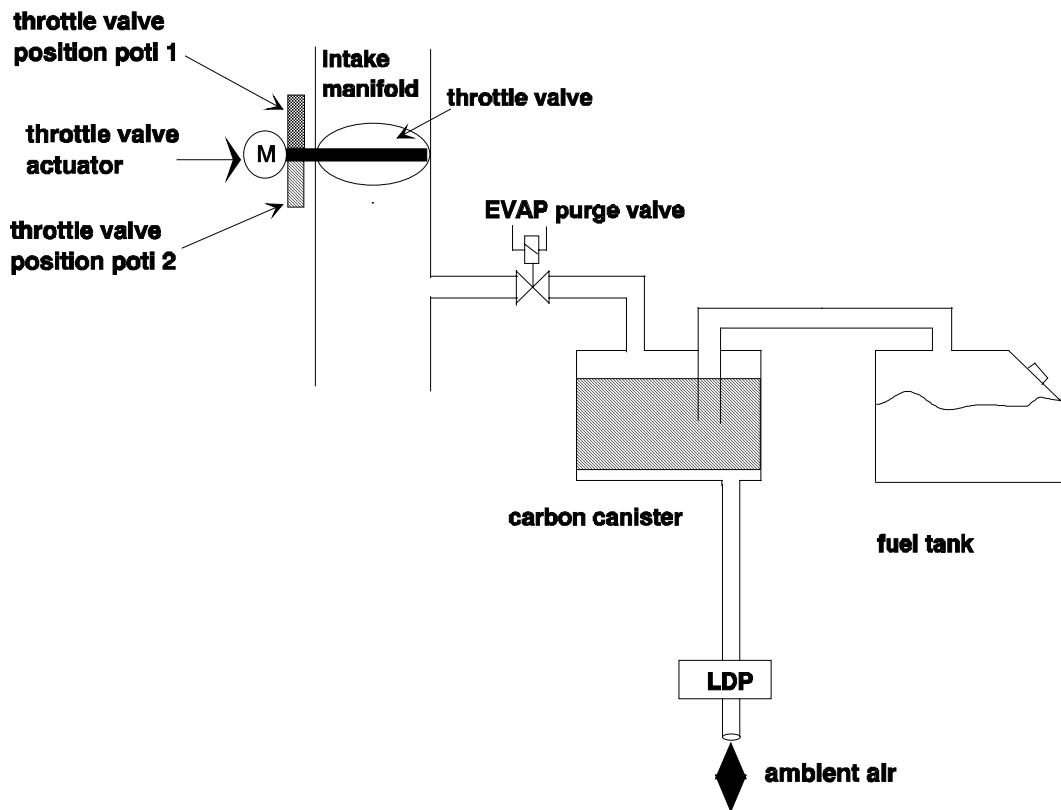 throttle valve
position poti 1
Intake
manifold
throttle valve
throttle valve
actuator
M
EVAP purge valve
throttle valve
position poti 2
carbon canister
fuel tank
LDP
ambient air